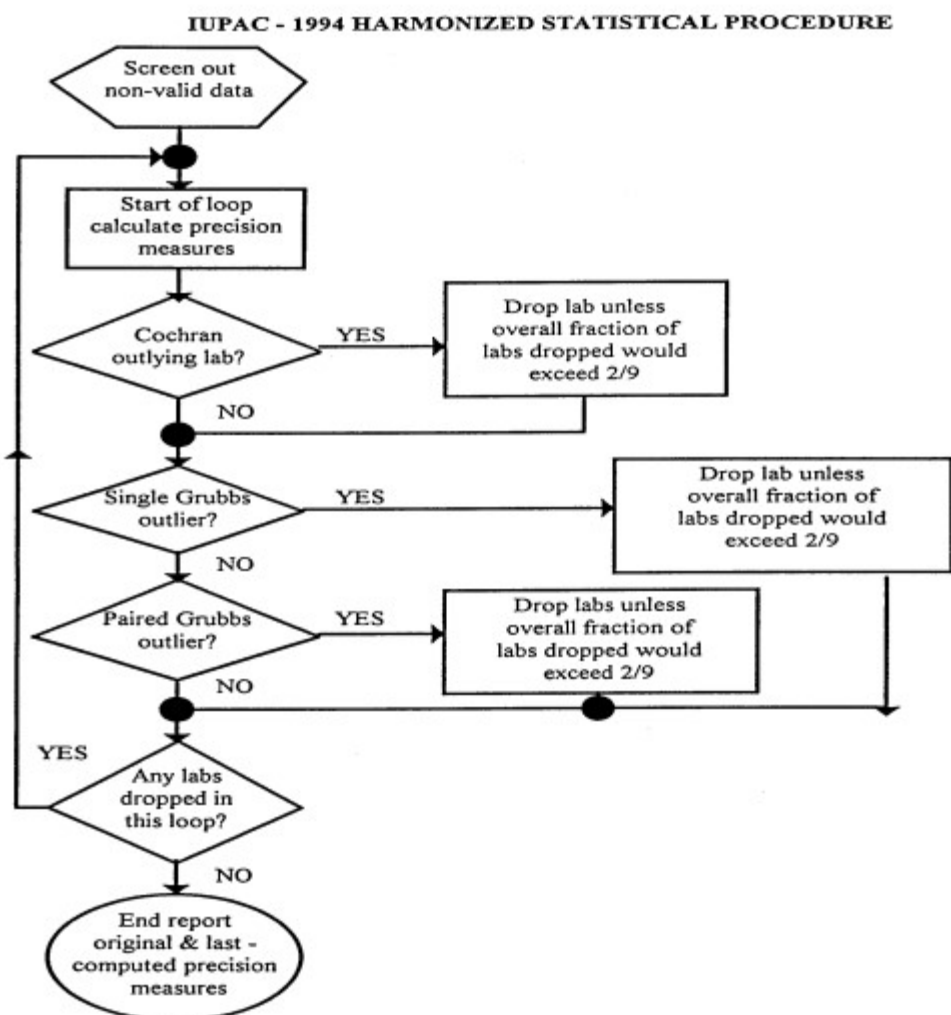 IUPAC - 1994 HARMONIZED STATISTICAL PROCEDURE
Screen out
non-valid data
Start of loop
calculate precision
measures
Cochran
outlying lab?
YES
Drop lab unless
overall fraction of
labs dropped would
exceed 2/9
NO
Single Grubbs
outlier?
YES
Drop lab unless
overall fraction of
labs dropped would
exceed 2/9
NO
Paired Grubbs
outlier?
YES
Drop labs unless
overall fraction of
labs dropped would
exceed 2/9
NO
YES
Any labs
dropped in
this loop?
NO
End report
original & last -
computed precision
measures